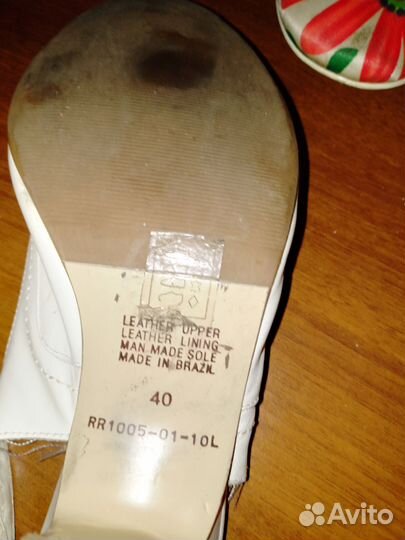 LEATHER UPPER
LEATHER LINING
MAN MADE SOLE
MADE IN BRAZIL
40
RR1005-01-10L
Avito